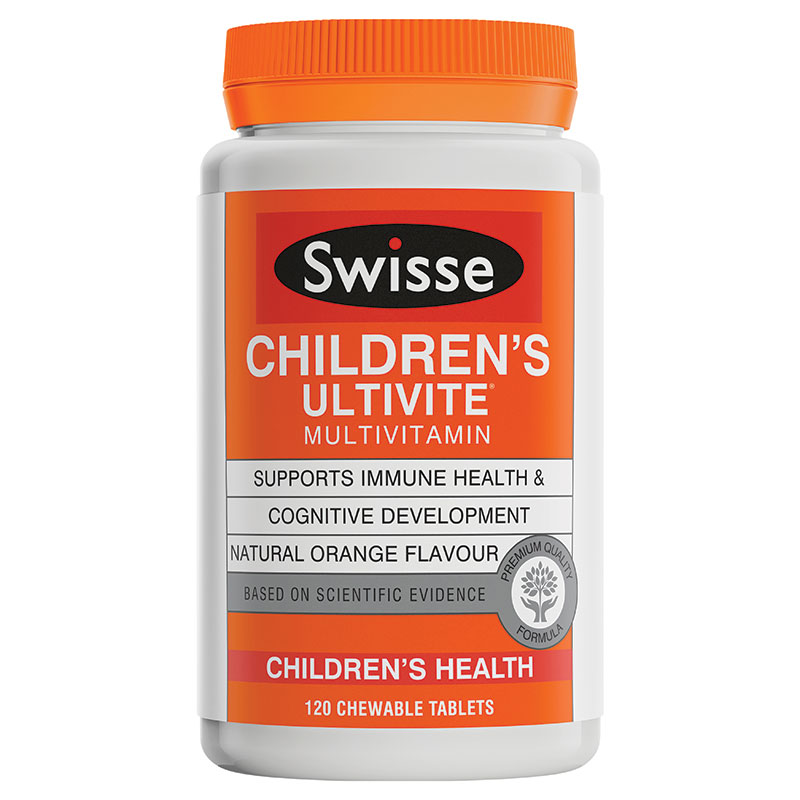 Swisse
CHILDREN'S
ULTIVITE®
MULTIVITAMIN
SUPPORTS IMMUNE HEALTH &
COGNITIVE DEVELOPMENT
NATURAL ORANGE FLAVOUR
BASED ON SCIENTIFIC EVIDENCE
PREMIUM QUALITY
FORMULA
CHILDREN'S HEALTH
120 CHEWABLE TABLETS